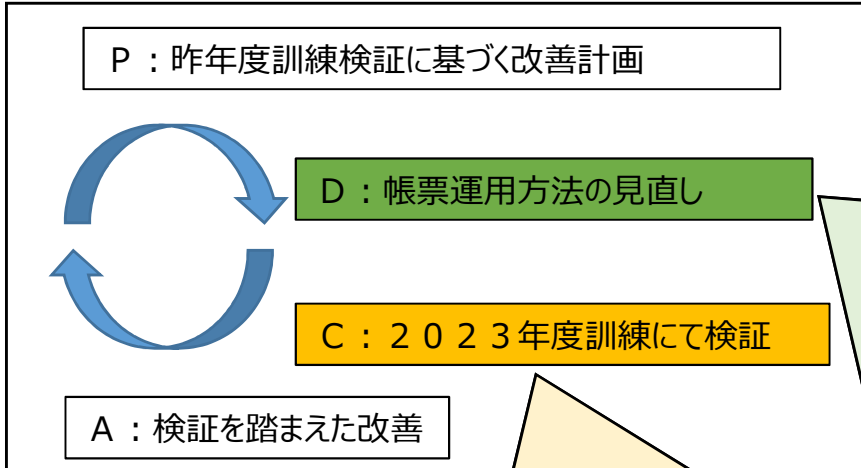 P：昨年度訓練検証に基づく改善計画
D：帳票運用方法の見直し
C：２０２３年度訓練にて検証
A：検証を踏まえた改善